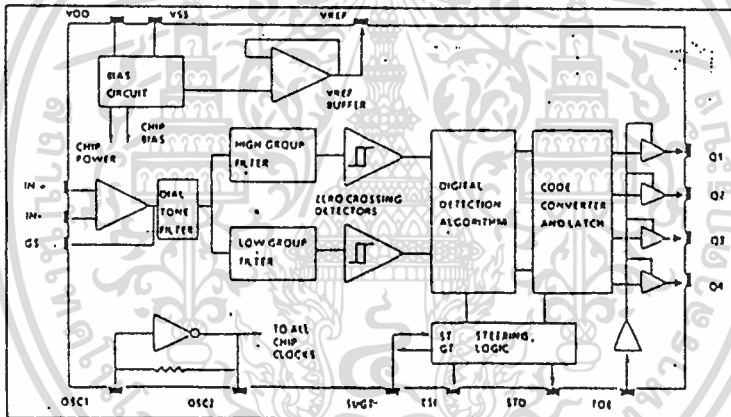 VDD VSS VREF
BIAS
CIRCUIT
VREF
BUFFER
CHIP
POWER
CHIP
BIAS
HIGH GROUP
FILTER
IN -
IN+
GS
DIAL
TONE
FILTER
ZERO CROSSING
DETECTORS
LOW GROUP
FILTER
DIGITAL
DETECTION
ALGORITHM
CODE
CONVERTER
AND LATCH
Q1
Q2
Q3
Q4
TO ALL
CHIP
CLOCKS
ST
GT
STEERING
LOGIC
OSC1 OSC2 ESI STO TOE